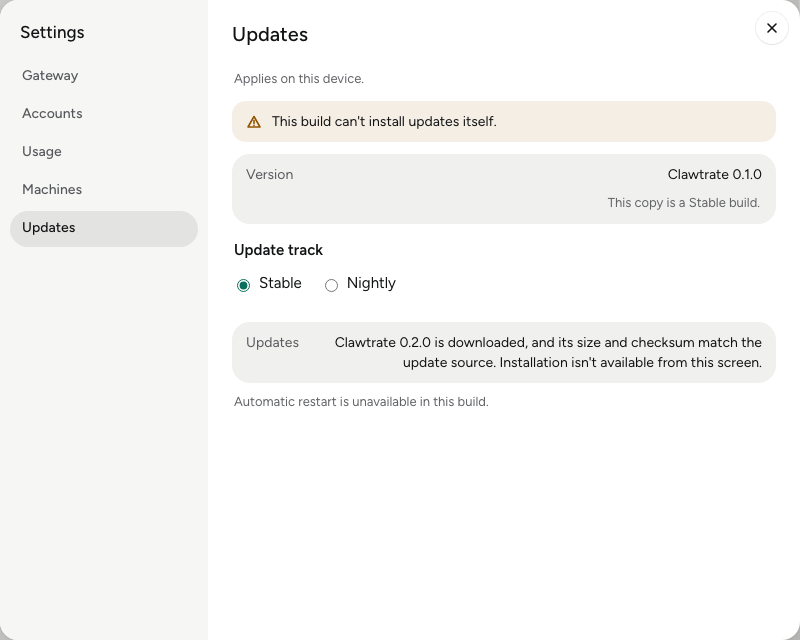 Settings
Gateway
Accounts
Usage
Machines
Updates
Updates
Applies on this device.
This build can't install updates itself.
Version
Clawtrate 0.1.0
This copy is a Stable build.
Update track
Stable
Nightly
Updates
Clawtrate 0.2.0 is downloaded, and its size and checksum match the
update source. Installation isn't available from this screen.
Automatic restart is unavailable in this build.